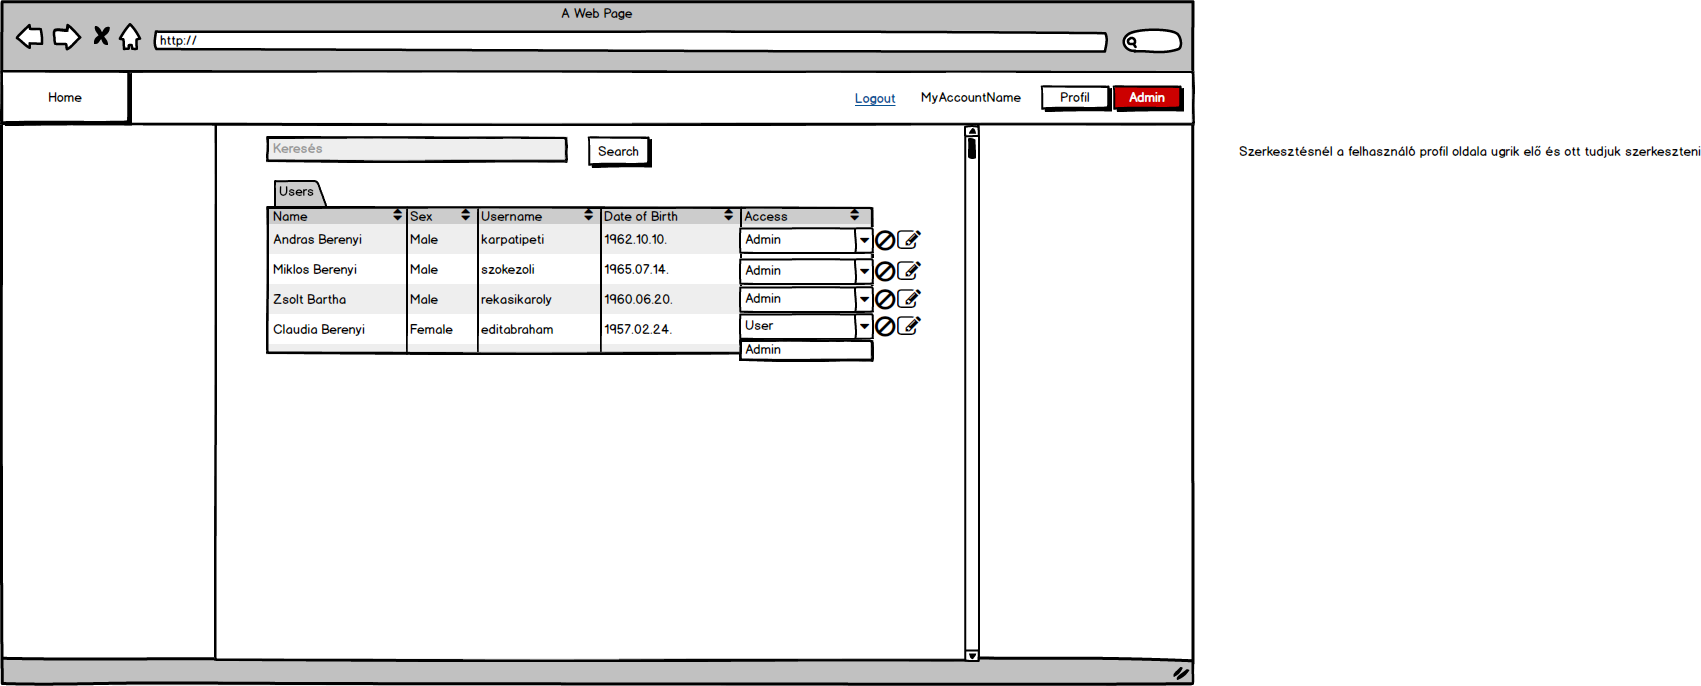 A Web Page
http://
Home
Logout MyAccountName Profil Admin
Keresés Search
Szerkesztésnél a felhasználó profil oldala ugrik elő és ott tudjuk szerkeszteni
Users
Name Sex Username Date of Birth Access
Andras Berenyi Male karpatipeti 1962.10.10. Admin
Miklos Berenyi Male szokezoli 1965.07.14. Admin
Zsolt Bartha Male rekasikaroly 1960.06.20. Admin
Claudia Berenyi Female editabraham 1957.02.24. User
Admin